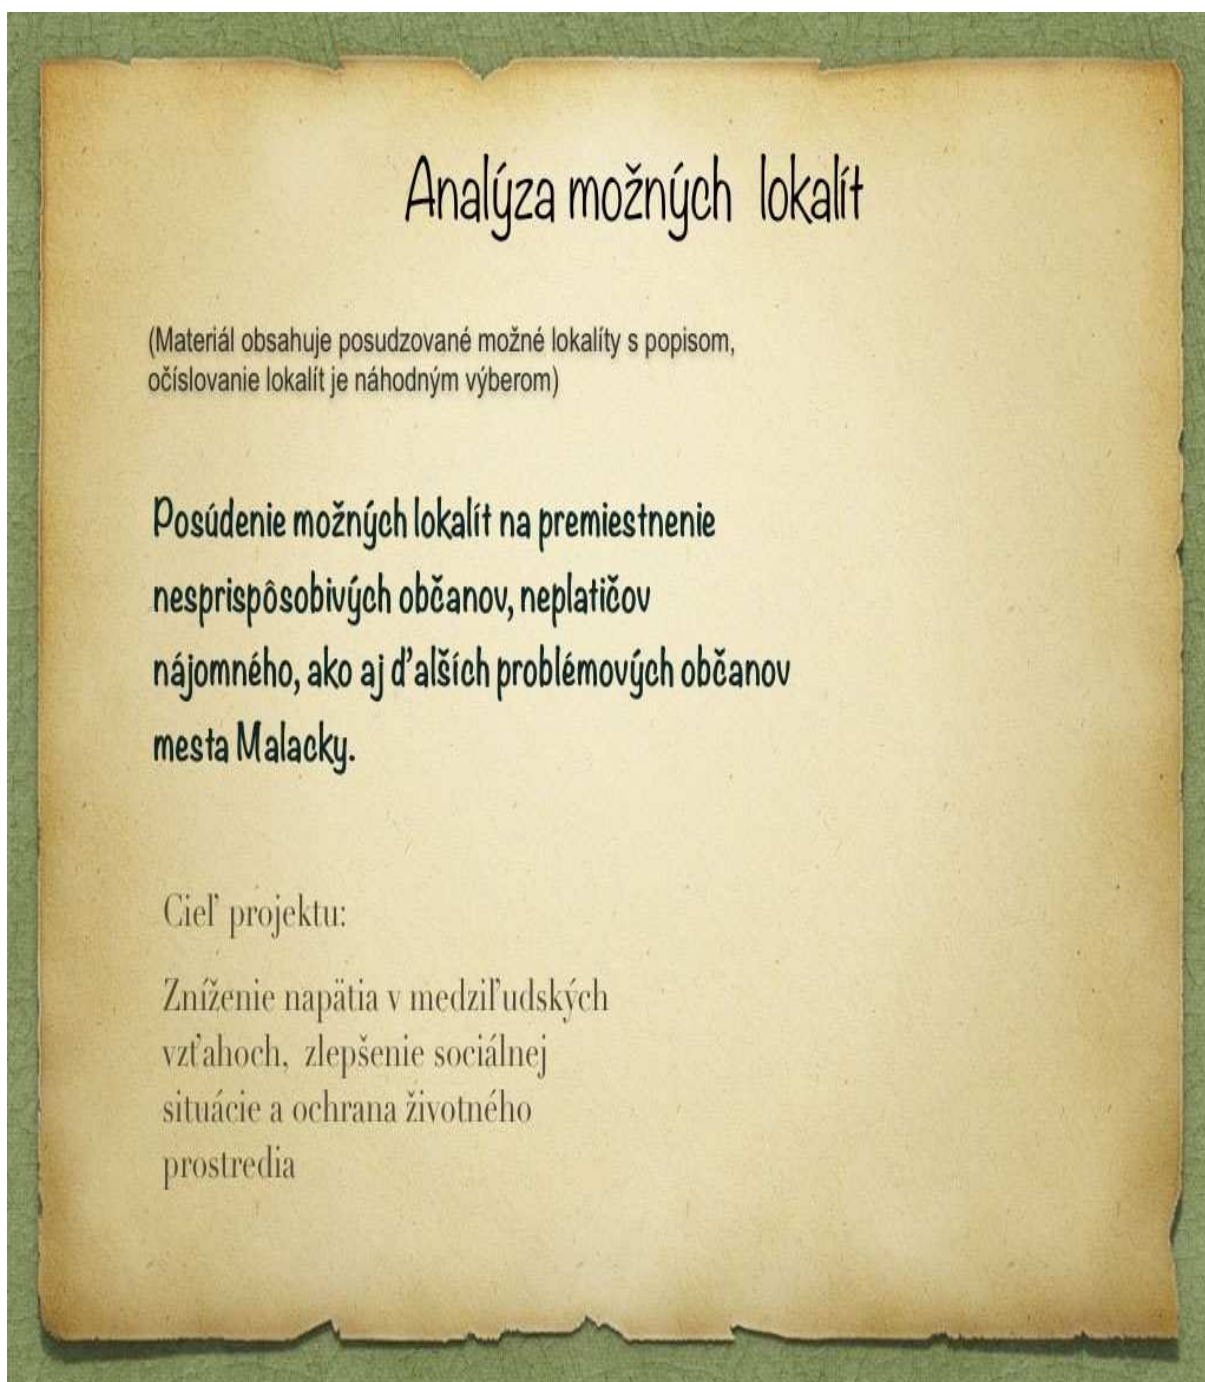 Analýza možných lokalít
(Materiál obsahuje posudzované možné lokality s popisom,
očíslovanie lokalít je náhodným výberom)
Posúdenie možných lokalít na premiestnenie
nesprispôsobivých občanov, neplatičov
nájomného, ako aj ďalších problémových občanov
mesta Malacky.
Cieľ projektu:
Zníženie napätia v medziľudských
vzťahoch, zlepšenie sociálnej
situácie a ochrana životného
prostredia